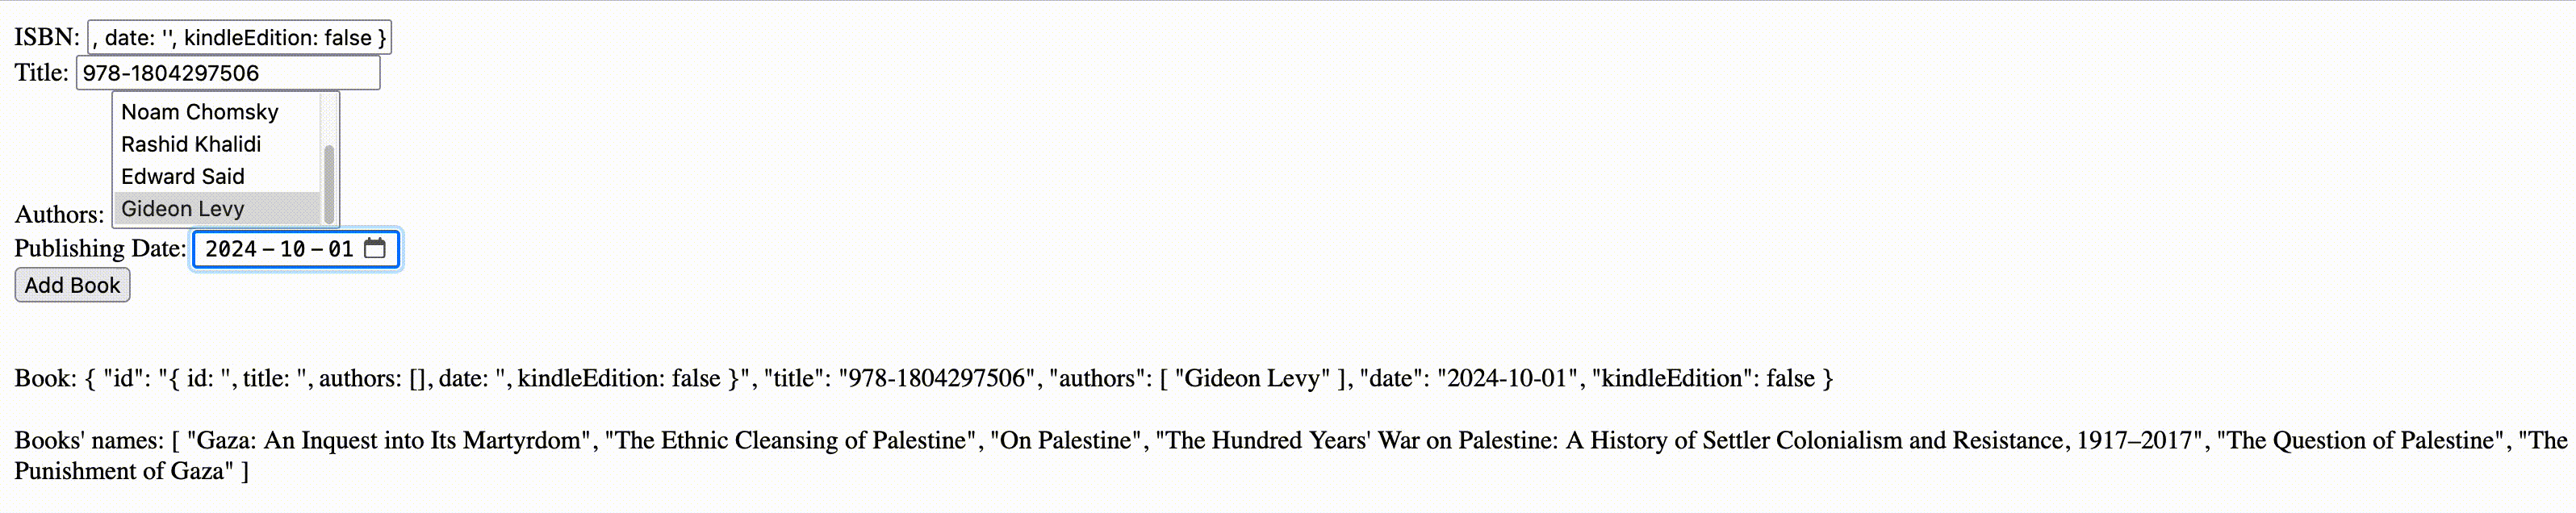 ISBN: , date: '', kindleEdition: false }
Title: 978-1804297506
Noam Chomsky
Rashid Khalidi
Edward Said
Authors: Gideon Levy
Publishing Date: 2024-10-01
Add Book
Book: { "id": "{ id: '', title: '', authors: [], date: '', kindleEdition: false }", "title": "978-1804297506", "authors": [ "Gideon Levy" ], "date": "2024-10-01", "kindleEdition": false }
Books' names: [ "Gaza: An Inquest into Its Martyrdom", "The Ethnic Cleansing of Palestine", "On Palestine", "The Hundred Years' War on Palestine: A History of Settler Colonialism and Resistance, 1917–2017", "The Question of Palestine", "The
Punishment of Gaza" ]